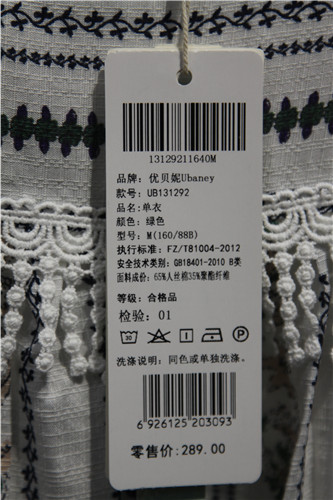 13129211640M
品牌: 优贝妮Ubaney
款号: UB131292
品名: 单衣
颜色: 绿色
型号: M(160/88B)
执行标准: FZ/T81004-2012
安全技术类别: GB18401-2010 B类
面料成份: 65%人丝棉35%聚酯纤维
等级: 合格品
检验: 01
30
洗涤说明: 同色或单独洗涤。
6926125203093
零售价: 289.00